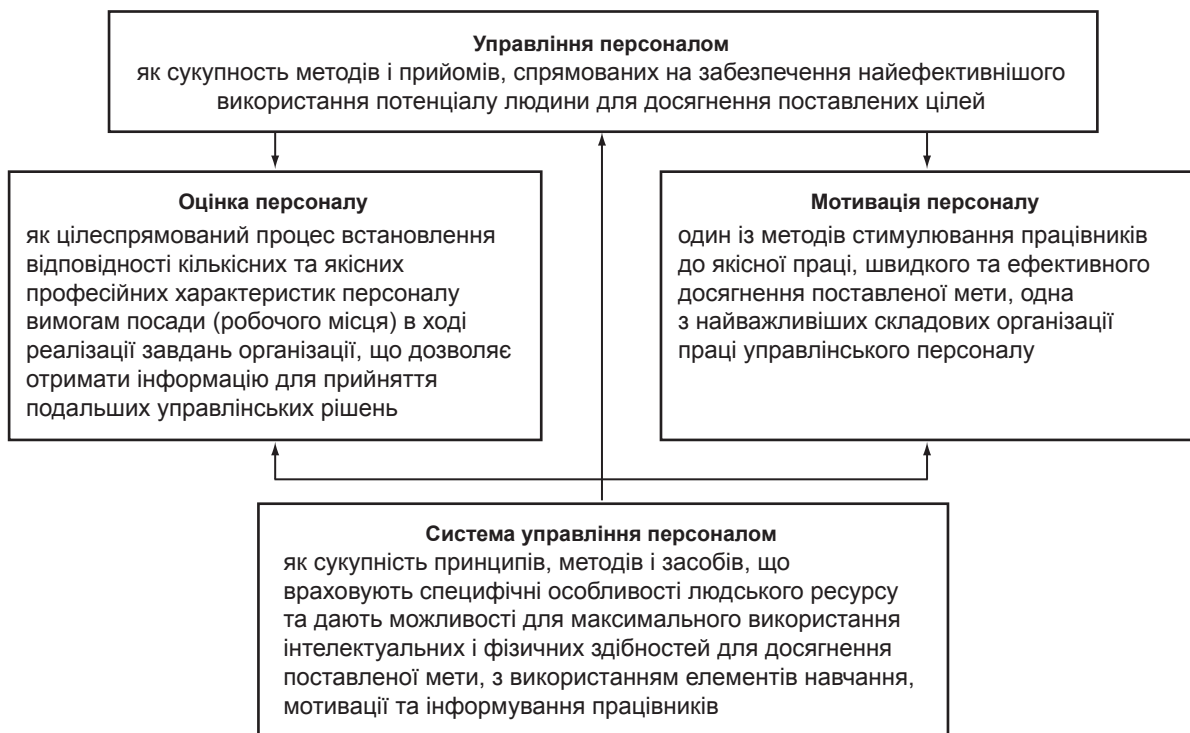 Управління персоналом
як сукупность методів і прийомів, спрямованих на забезпечення найефективнішого
використання потенціалу людини для досягнення поставлених цілей
Оцінка персоналу
як цілеспрямований процес встановлення
відповідності кількісних та якісних
професійних характеристик персоналу
вимогам посади (робочого місця) в ході
реалізації завдань організації, що дозволяє
отримати інформацію для прийняття
подальших управлінських рішень
Мотивація персоналу
один із методів стимулювання працівників
до якісної праці, швидкого та ефективного
досягнення поставленої мети, одна
з найважливіших складових організації
праці управлінського персоналу
Система управління персоналом
як сукупність принципів, методів і засобів, що
враховують специфічні особливості людського ресурсу
та дають можливості для максимального використання
інтелектуальних і фізичних здібностей для досягнення
поставленої мети, з використанням елементів навчання,
мотивації та інформування працівників